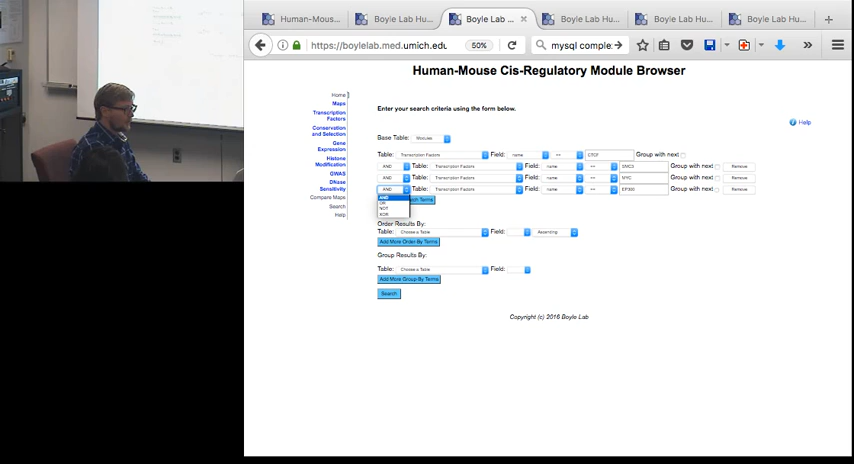 Human-Mous... Boyle Lab Hu... Boyle Lab ... Boyle Lab Hu... Boyle Lab Hu... Boyle Lab Hu...
https://boylelab.med.umich.edu 50% mysql comple
Human-Mouse Cis-Regulatory Module Browser
Home
Maps
Transcription
Factors
Conservation
and Selection
Gene
Expression
Histone
Modification
GWAS
DNase
Sensitivity
Compare Maps
Search
Help
Enter your search criteria using the form below.
Help
Base Table: Modules
Table: Transcription Factors Field: name == CTCF Group with next
AND Table: Transcription Factors Field: name == SMC3 Group with next Remove
AND Table: Transcription Factors Field: name == MYC Group with next Remove
AND Table: Transcription Factors Field: name == EP300 Group with next Remove
AND
OR
NOT
XOR
Terms
Order Results By:
Table: Choose a Table Field: Ascending
Add More Order-By Terms
Group Results By:
Table: Choose a Table Field:
Add More Group-By Terms
Search
Copyright (c) 2016 Boyle Lab